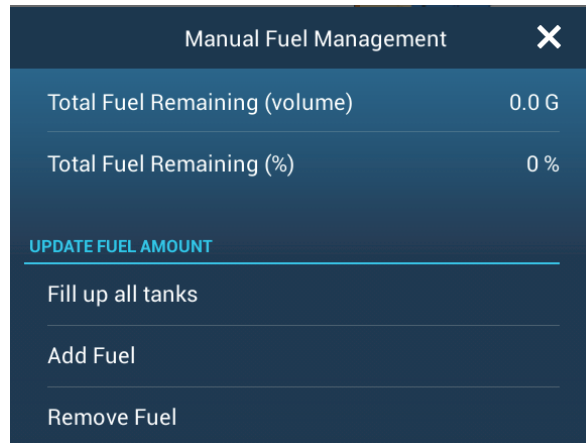 Manual Fuel Management
Total Fuel Remaining (volume) 0.0 G
Total Fuel Remaining (%) 0 %
UPDATE FUEL AMOUNT
Fill up all tanks
Add Fuel
Remove Fuel